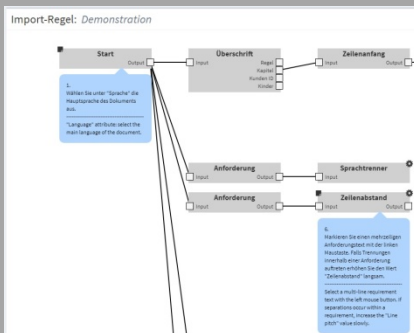 Import-Regel: Demonstration
Start
Output
Überschrift
Input
Regel
Kapitel
Kunden ID
Kinder
Zeilenanfang
Input
Output
1.
Wählen Sie unter "Sprache" die
Hauptsprache des Dokuments
aus.
"Language" attribute: select the
main language of the document.
Anforderung
Input
Output
Sprachtrenner
Input
Output
Anforderung
Input
Output
Zeilenabstand
Input
Output
6.
Markieren Sie einen mehrzeiligen
Anforderungstext mit der linken
Maustaste. Falls Trennungen
innerhalb einer Anforderung
auftreten erhöhen Sie den Wert
"Zeilenabstand" langsam.
Select a multi-line requirement
text with the left mouse button. If
separations occur within a
requirement, increase the "Line
pitch" value slowly.